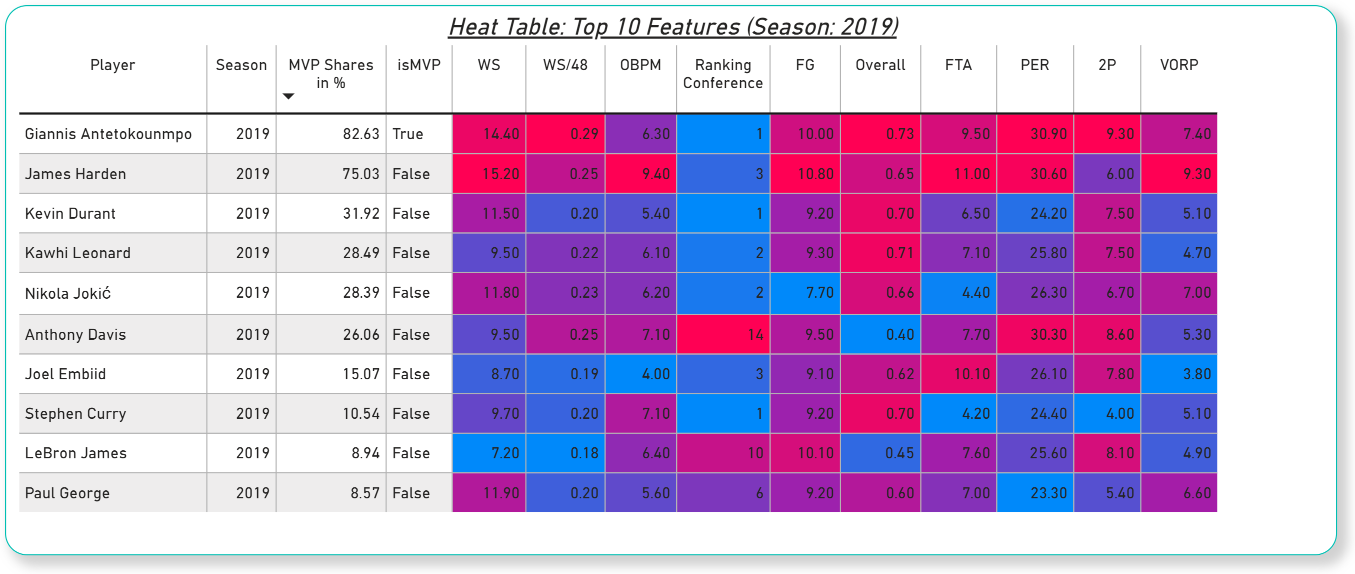 Heat Table: Top 10 Features (Season: 2019)
Player Season MVP Shares in % isMVP WS WS/48 OBPM Ranking Conference FG Overall FTA PER 2P VORP
Giannis Antetokounmpo 2019 82.63 True 14.40 0.29 6.30 1 10.00 0.73 9.50 30.90 9.30 7.40
James Harden 2019 75.03 False 15.20 0.25 9.40 3 10.80 0.65 11.00 30.60 6.00 9.30
Kevin Durant 2019 31.92 False 11.50 0.20 5.40 1 9.20 0.70 6.50 24.20 7.50 5.10
Kawhi Leonard 2019 28.49 False 9.50 0.22 6.10 2 9.30 0.71 7.10 25.80 7.50 4.70
Nikola Jokić 2019 28.39 False 11.80 0.23 6.20 2 7.70 0.66 4.40 26.30 6.70 7.00
Anthony Davis 2019 26.06 False 9.50 0.25 7.10 14 9.50 0.40 7.70 30.30 8.60 5.30
Joel Embiid 2019 15.07 False 8.70 0.19 4.00 3 9.10 0.62 10.10 26.10 7.80 3.80
Stephen Curry 2019 10.54 False 9.70 0.20 7.10 1 9.20 0.70 4.20 24.40 4.00 5.10
LeBron James 2019 8.94 False 7.20 0.18 6.40 10 10.10 0.45 7.60 25.60 8.10 4.90
Paul George 2019 8.57 False 11.90 0.20 5.60 6 9.20 0.60 7.00 23.30 5.40 6.60